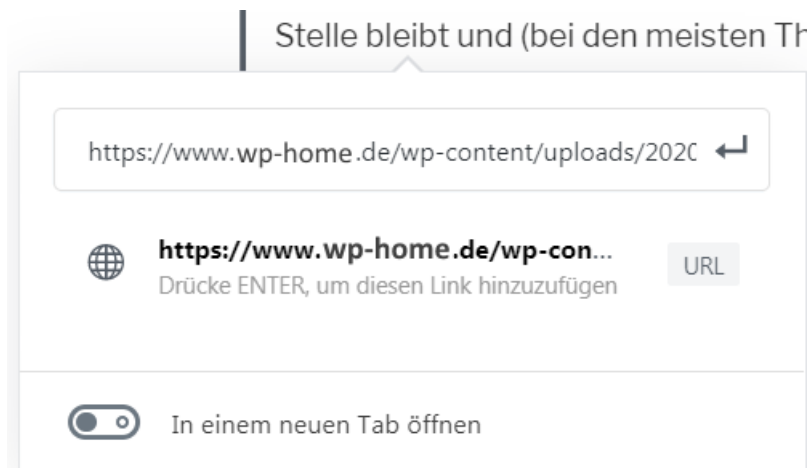 Stelle bleibt und (bei den meisten Th
https://www.wp-home.de/wp-content/uploads/2020
https://www.wp-home.de/wp-con...
URL
Drücke ENTER, um diesen Link hinzuzufügen
In einem neuen Tab öffnen